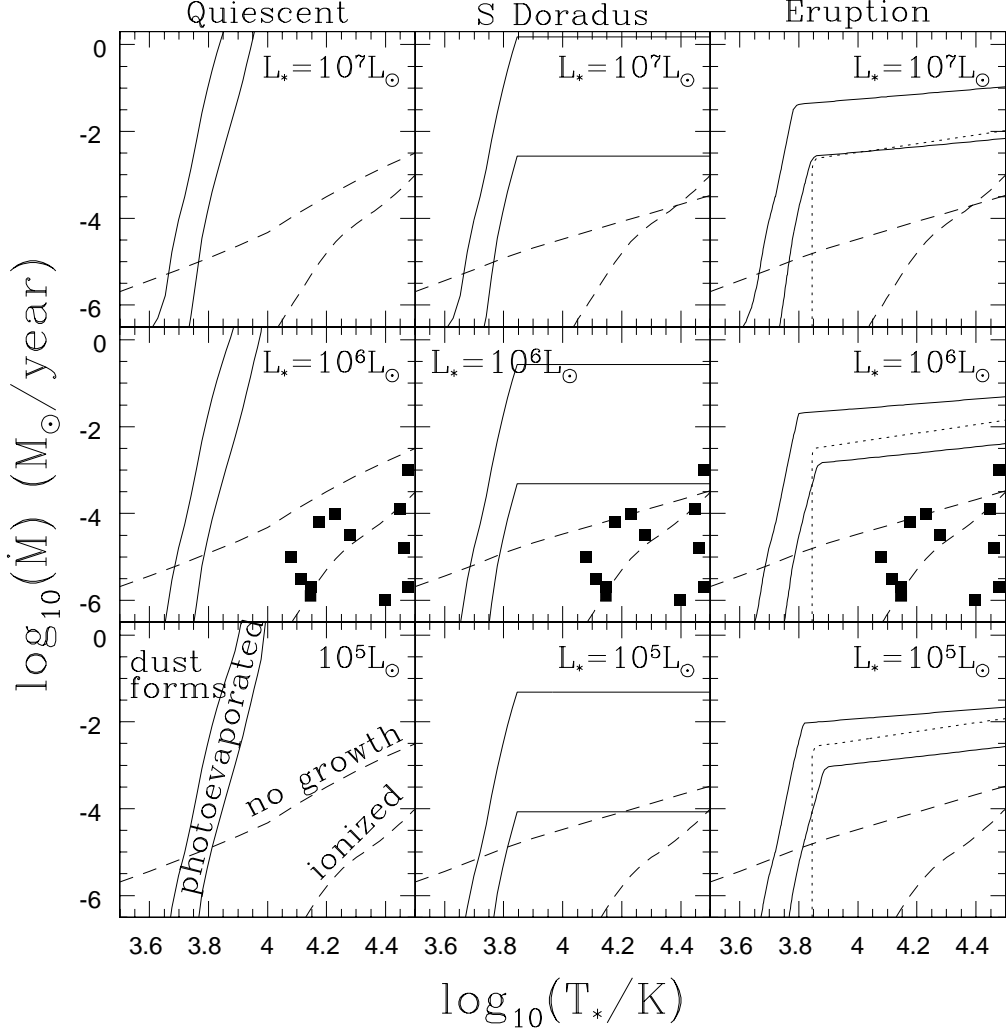 Quiescent
S Doradus
Eruption
L*=10⁷L⊙
L*=10⁷L⊙
L*=10⁷L⊙
0
-2
-4
-6
L*=10⁶L⊙
L*=10⁶L⊙
L*=10⁶L⊙
0
-2
-4
-6
dust
forms
photoevaporated
no growth
ionized
10⁵L⊙
L*=10⁵L⊙
L*=10⁵L⊙
0
-2
-4
-6
3.6 3.8 4 4.2 4.4
3.6 3.8 4 4.2 4.4
3.6 3.8 4 4.2 4.4
log₁₀(Ṁ) (M⊙/year)
log₁₀(T*/K)